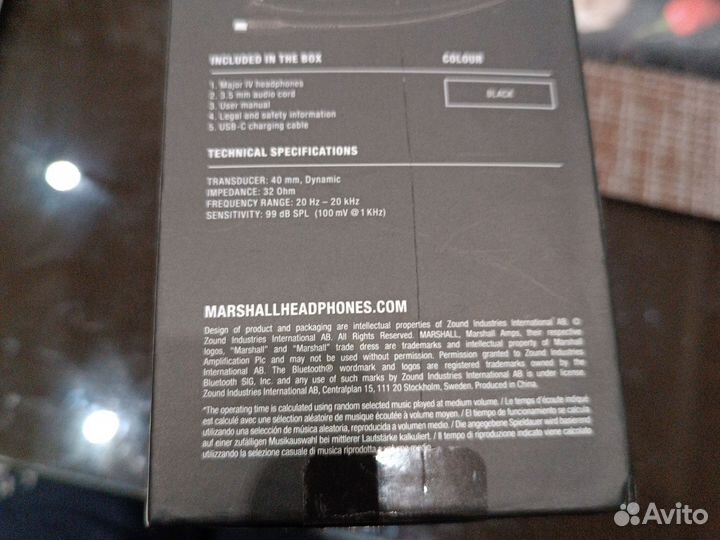 INCLUDED IN THE BOX
COLOUR
1. Major IV headphones
2. 3.5 mm audio cord
3. User manual
4. Legal and safety information
5. USB-C charging cable
BLACK
TECHNICAL SPECIFICATIONS
TRANSDUCER: 40 mm, Dynamic
IMPEDANCE: 32 Ohm
FREQUENCY RANGE: 20 Hz – 20 kHz
SENSITIVITY: 99 dB SPL (100 mV @ 1 KHz)
MARSHALLHEADPHONES.COM
Design of product and packaging are intellectual properties of Zound Industries International AB. ©
Zound Industries International AB. All Rights Reserved. MARSHALL, Marshall Amps, their respective
logos, "Marshall" and "Marshall" trade dress are trademarks and intellectual property of Marshall
Amplification Plc and may not be used without permission. Permission granted to Zound Industries
International AB. The Bluetooth® wordmark and logos are registered trademarks owned by the
Bluetooth SIG, Inc. and any use of such marks by Zound Industries International AB is under license.
Zound Industries International AB, Centralplan 15, 111 20 Stockholm, Sweden. Produced in China.
*The operating time is calculated using random selected music played at medium volume. / Le temps d'écoute indiqué
est calculé avec une sélection aléatoire de musique écoutée à volume moyen. / El tiempo de funcionamiento se calcula
utilizando una selección de música aleatoria, reproducida a volumen medio. / Die angegebene Spieldauer wird basierend
auf einer zufälligen Musikauswahl bei mittlerer Lautstärke kalkuliert. / Il tempo di riproduzione indicato viene calcolato
utilizzando la selezione casuale di musica riprodotta a volume medio.
Avito